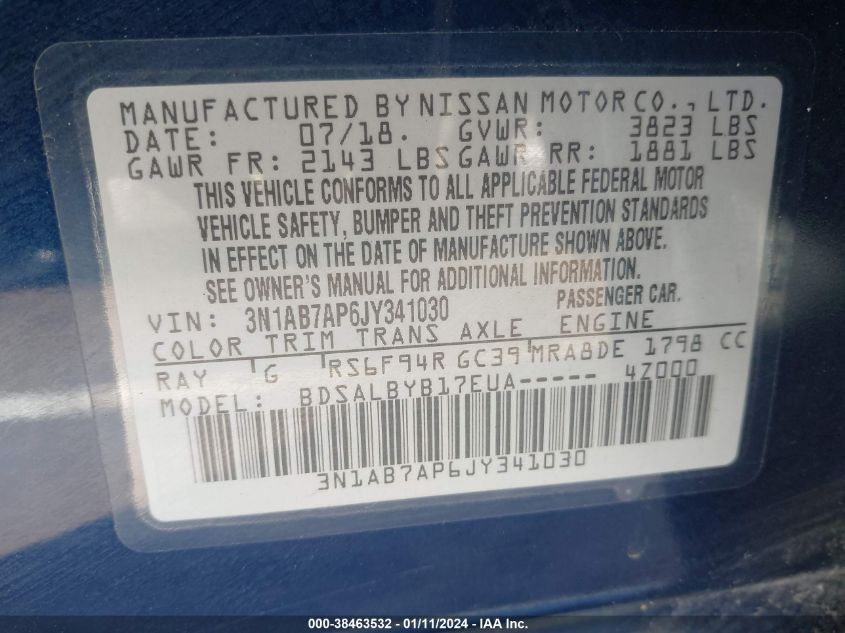 MANUFACTURED BY NISSAN MOTOR CO., LTD.
DATE: 07/18. GVWR: 3823 LBS
GAWR FR: 2143 LBS GAWR RR: 1881 LBS
THIS VEHICLE CONFORMS TO ALL APPLICABLE FEDERAL MOTOR
VEHICLE SAFETY, BUMPER AND THEFT PREVENTION STANDARDS
IN EFFECT ON THE DATE OF MANUFACTURE SHOWN ABOVE.
SEE OWNER'S MANUAL FOR ADDITIONAL INFORMATION.
VIN: 3N1AB7AP6JY341030 PASSENGER CAR.
COLOR TRIM TRANS AXLE ENGINE
RAY G RS6F94R GC39 MRA8DE 1798 CC
MODEL: BDSALBYB17EUA----- 4Z000
3N1AB7AP6JY341030
000-38463532 - 01/11/2024 - IAA Inc.